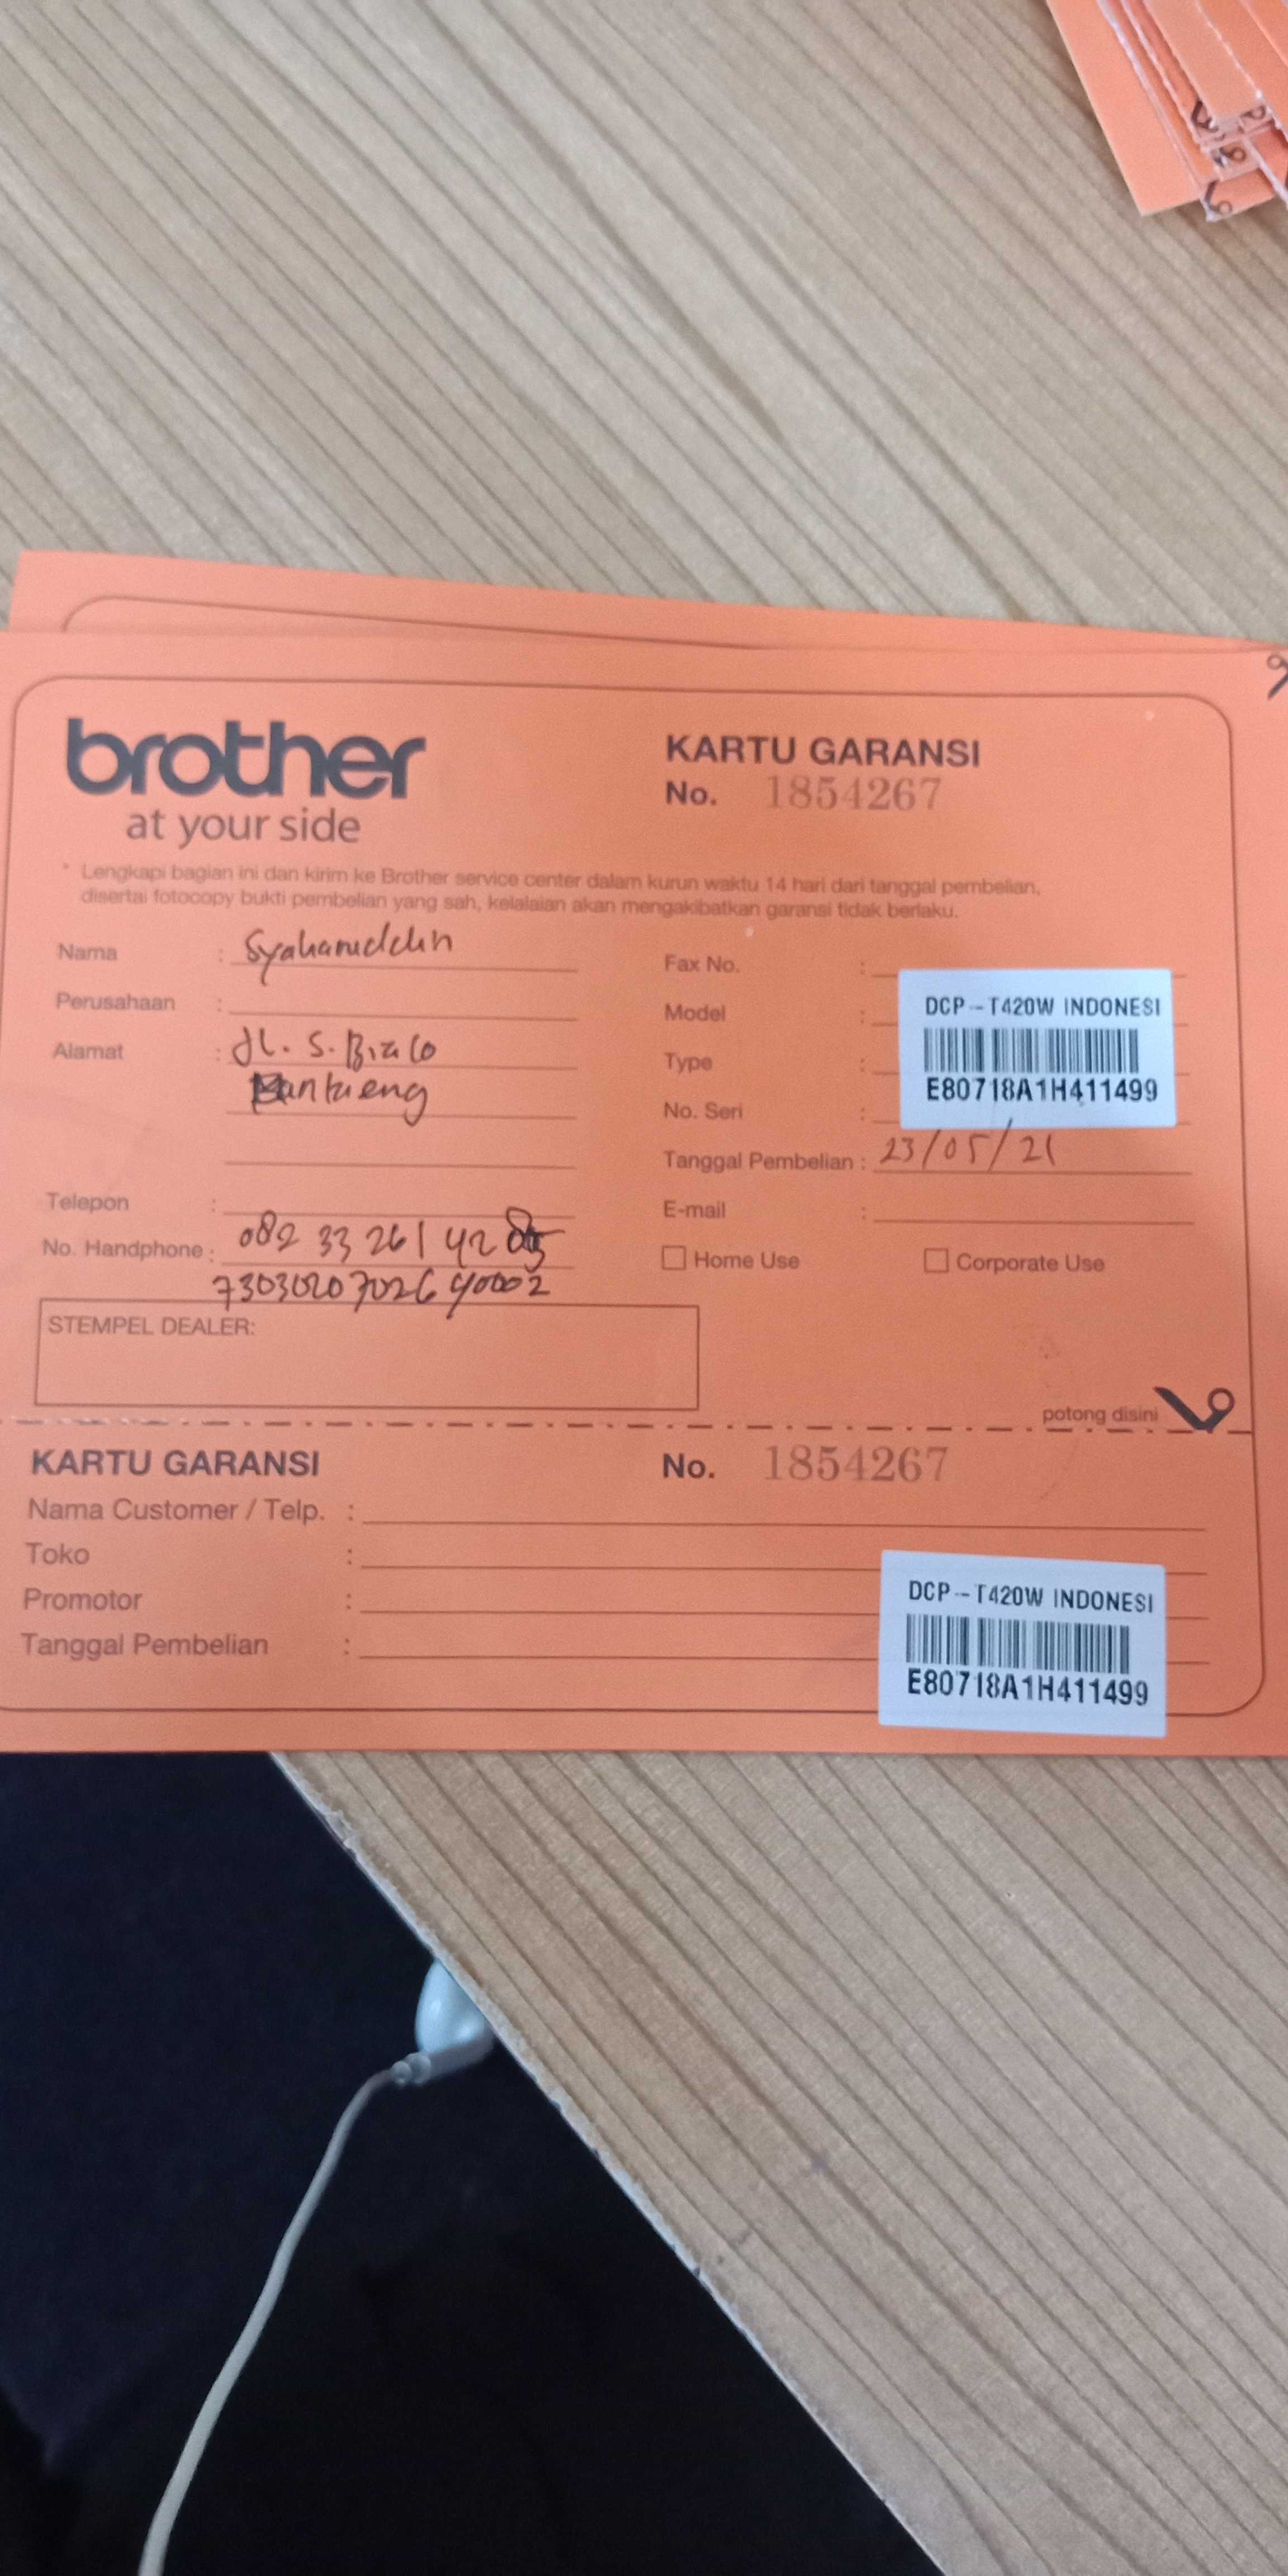 brother
at your side
KARTU GARANSI
No. 1854267
* Lengkapi bagian ini dan kirim ke Brother service center dalam kurun waktu 14 hari dari tanggal pembelian,
disertai fotocopy bukti pembelian yang sah, kelalaian akan mengakibatkan garansi tidak berlaku.
Nama :
Perusahaan :
Alamat : Jl. S.
Telepon :
No. Handphone : 082 33 261 42
STEMPEL DEALER:
Fax No. :
Model :
Type :
No. Seri :
DCP-T420W INDONESI
E80718A1H411499
Tanggal Pembelian : 23/05/21
E-mail :
Home Use
Corporate Use
potong disini
KARTU GARANSI
No. 1854267
Nama Customer / Telp. :
Toko :
Promotor :
Tanggal Pembelian :
DCP-T420W INDONESI
E80718A1H411499